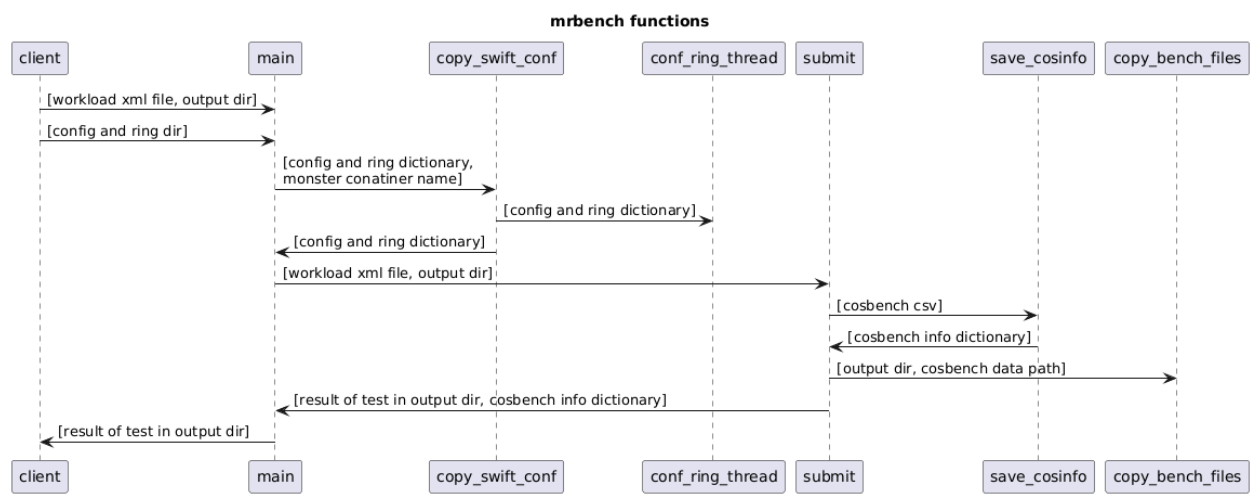 mrbench functions
client main copy_swift_conf conf_ring_thread submit save_cosinfo copy_bench_files
[workload xml file, output dir]
[config and ring dir]
[config and ring dictionary,
monster conatiner name]
[config and ring dictionary]
[config and ring dictionary]
[workload xml file, output dir]
[cosbench csv]
[cosbench info dictionary]
[output dir, cosbench data path]
[result of test in output dir, cosbench info dictionary]
[result of test in output dir]
client main copy_swift_conf conf_ring_thread submit save_cosinfo copy_bench_files